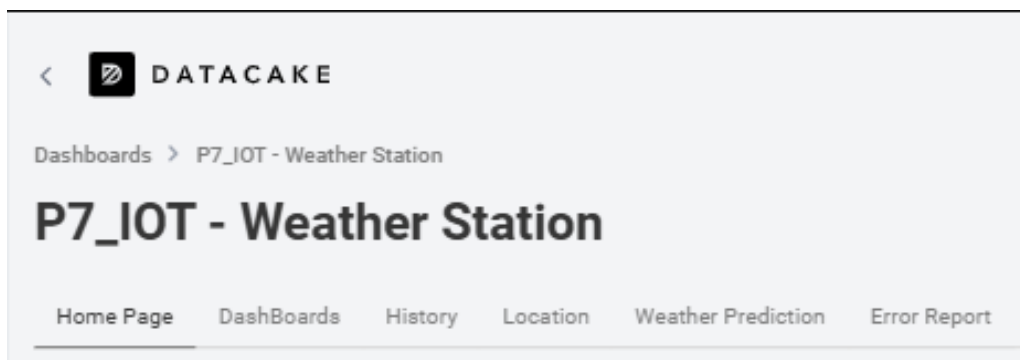 < DATACAKE
Dashboards > P7_IOT - Weather Station
P7_IOT - Weather Station
Home Page DashBoards History Location Weather Prediction Error Report